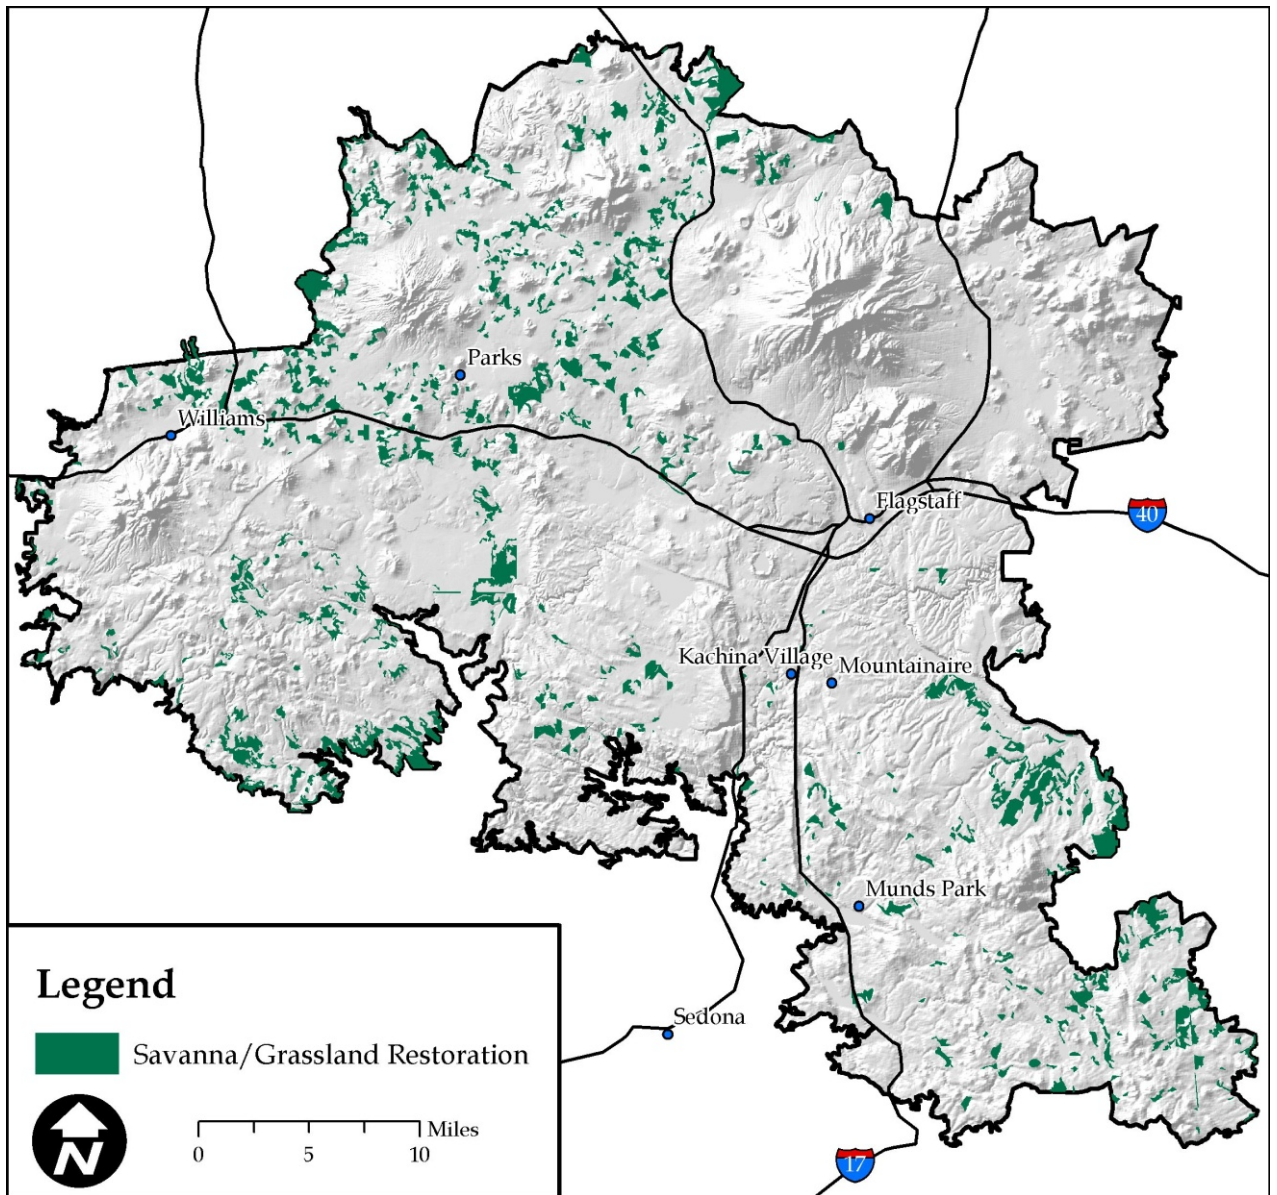 Parks
Williams
Flagstaff
40
Kachina Village
Mountainaire
Munds Park
Sedona
Legend
Savanna/Grassland Restoration
N
Miles
0 5 10
17